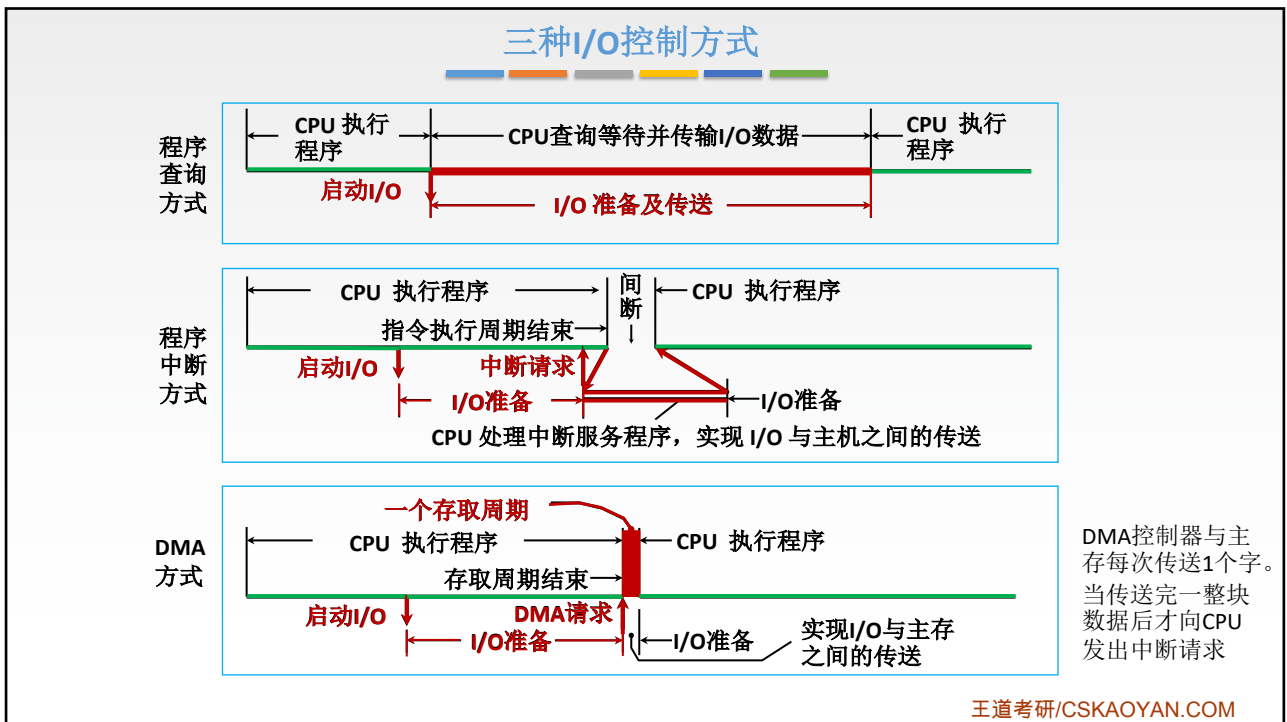 三种I/O控制方式
程序
查询
方式
CPU 执行
程序
CPU查询等待并传输I/O数据
CPU 执行
程序
启动I/O
I/O 准备及传送
程序
中断
方式
CPU 执行程序
间
断
CPU 执行程序
指令执行周期结束
启动I/O
中断请求
I/O准备
I/O准备
CPU 处理中断服务程序，实现 I/O 与主机之间的传送
DMA
方式
一个存取周期
CPU 执行程序
CPU 执行程序
存取周期结束
启动I/O
DMA请求
I/O准备
I/O准备
实现I/O与主存
之间的传送
DMA控制器与主
存每次传送1个字。
当传送完一整块
数据后才向CPU
发出中断请求
王道考研/CSKAOYAN.COM